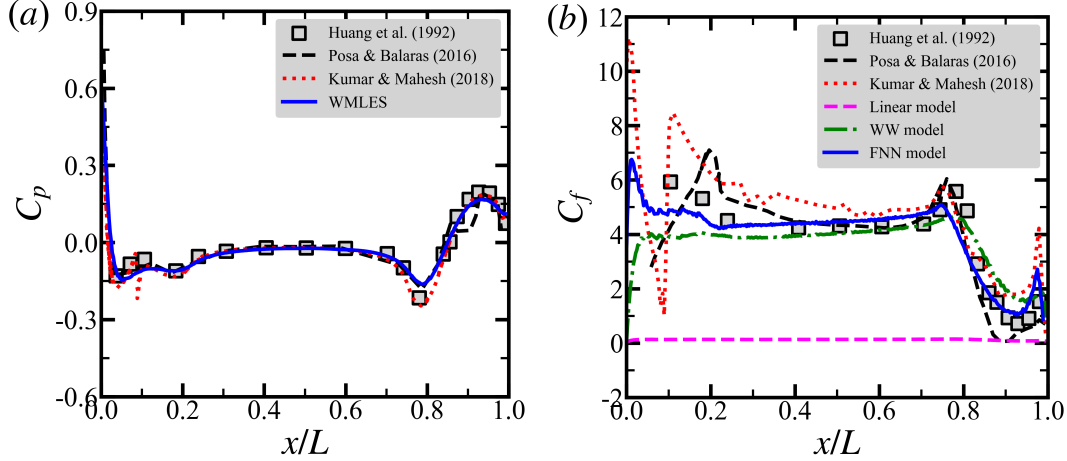 (a)
0.9
0.6
0.3
0.0
-0.3
-0.6
C_p
Huang et al. (1992)
Posa & Balaras (2016)
Kumar & Mahesh (2018)
WMLES
0.0
0.2
0.4
0.6
0.8
1.0
x/L
(b)
12
10
8
6
4
2
0
-2
C_f
Huang et al. (1992)
Posa & Balaras (2016)
Kumar & Mahesh (2018)
Linear model
WW model
FNN model
0.0
0.2
0.4
0.6
0.8
1.0
x/L